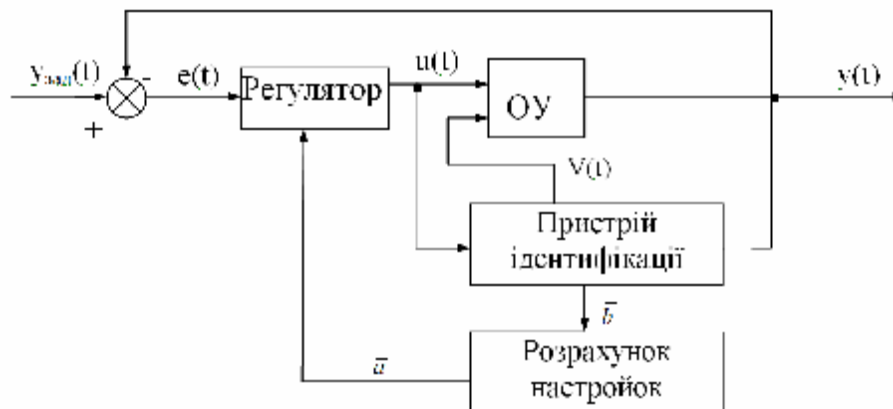 yзад(t)
e(t)
Регулятор
u(t)
ОУ
y(t)
V(t)
Пристрій
ідентифікації
b̅
Розрахунок
настройок
a̅